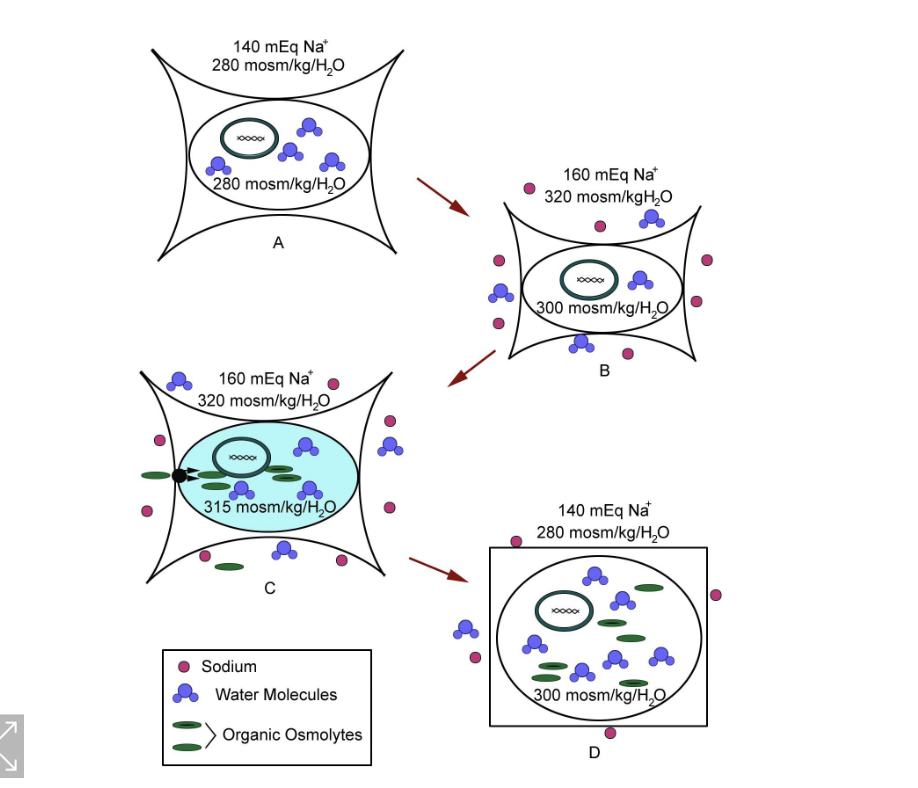 140 mEq Na⁺
280 mosm/kg/H₂O
280 mosm/kg/H₂O
A
160 mEq Na⁺
320 mosm/kgH₂O
300 mosm/kg/H₂O
B
160 mEq Na⁺
320 mosm/kg/H₂O
315 mosm/kg/H₂O
C
140 mEq Na⁺
280 mosm/kg/H₂O
300 mosm/kg/H₂O
D
Sodium
Water Molecules
Organic Osmolytes